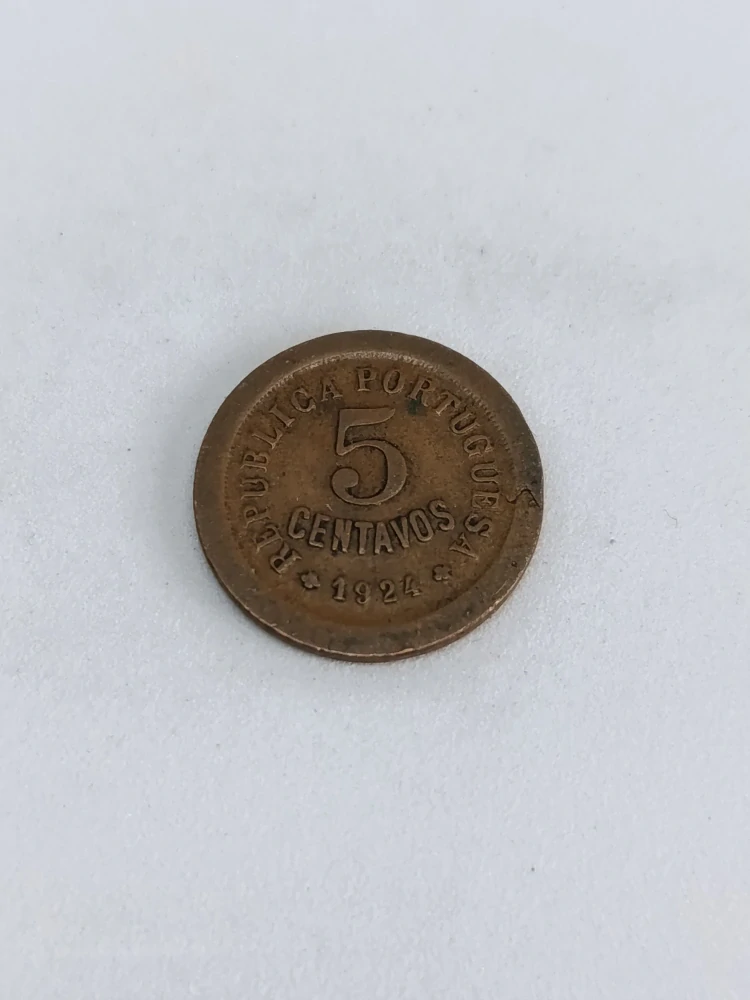 REPUBLICA PORTUGUESA
5
CENTAVOS
1924